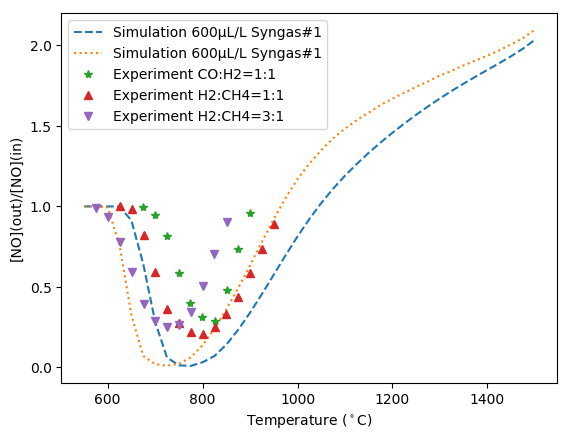 Simulation 600μL/L Syngas#1
Simulation 600μL/L Syngas#1
Experiment CO:H2=1:1
Experiment H2:CH4=1:1
Experiment H2:CH4=3:1
[NO](out)/[NO](in)
2.0
1.5
1.0
0.5
0.0
600 800 1000 1200 1400
Temperature (°C)